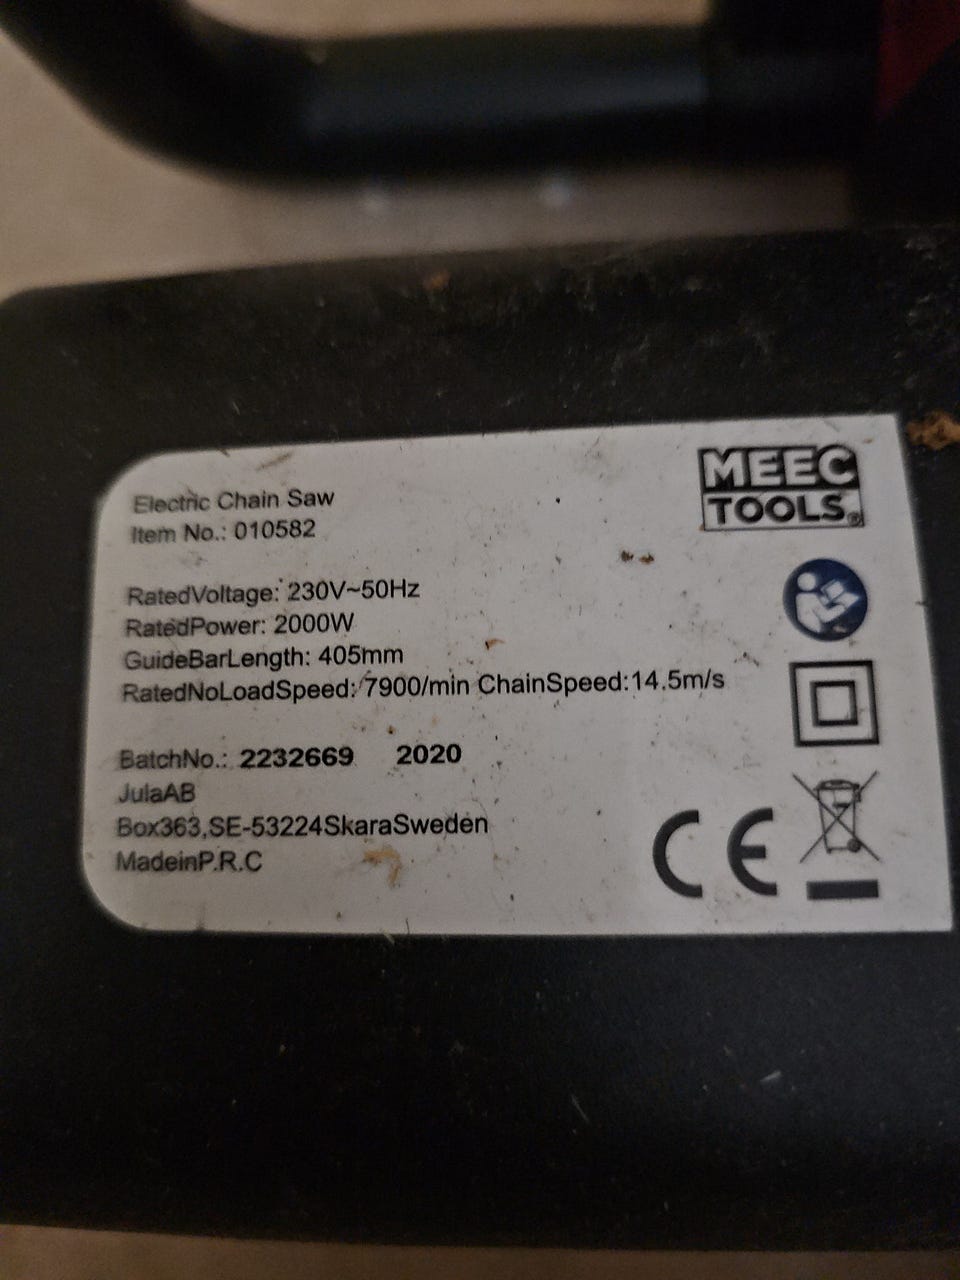 MEEC
TOOLS®
Electric Chain Saw
Item No.: 010582
RatedVoltage: 230V~50Hz
RatedPower: 2000W
GuideBarLength: 405mm
RatedNoLoadSpeed: 7900/min ChainSpeed:14.5m/s
BatchNo.: 2232669 2020
JulaAB
Box363,SE-53224SkaraSweden
MadeinP.R.C
CE